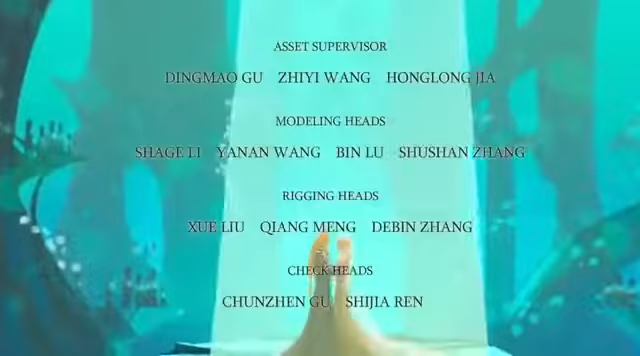 ASSET SUPERVISOR
DINGMAO GU ZHIYI WANG HONGLONG JIA
MODELING HEADS
SHAGE LI YANAN WANG BIN LU SHUSHAN ZHANG
RIGGING HEADS
XUE LIU QIANG MENG DEBIN ZHANG
CHECK HEADS
CHUNZHEN GU SHIJIA REN